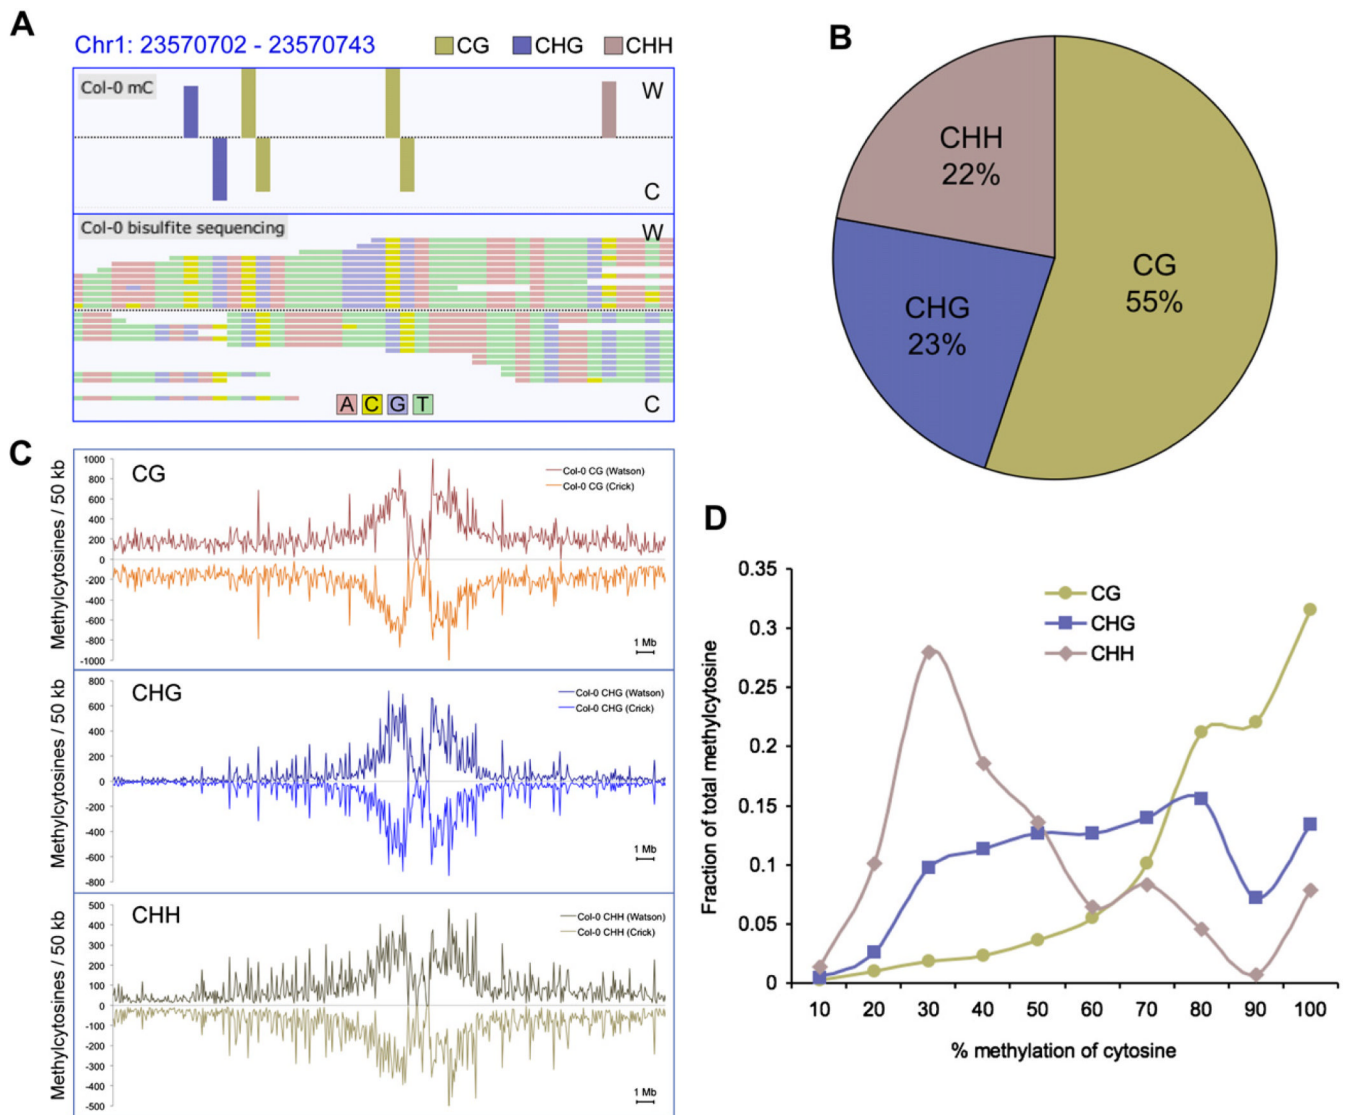 A
Chr1: 23570702 - 23570743
CG
CHG
CHH
Col-0 mC
W
C
Col-0 bisulfite sequencing
W
A C G T
C
B
CHH
22%
CHG
23%
CG
55%
C
Methylcytosines / 50 kb
CG
Col-0 CG (Watson)
Col-0 CG (Crick)
1000
800
600
400
200
0
-200
-400
-600
-800
-1000
1 Mb
Methylcytosines / 50 kb
CHG
Col-0 CHG (Watson)
Col-0 CHG (Crick)
800
600
400
200
0
-200
-400
-600
-800
1 Mb
Methylcytosines / 50 kb
CHH
Col-0 CHH (Watson)
Col-0 CHH (Crick)
500
400
300
200
100
0
-100
-200
-300
-400
-500
1 Mb
D
Fraction of total methylcytosine
0.35
0.3
0.25
0.2
0.15
0.1
0.05
0
CG
CHG
CHH
10 20 30 40 50 60 70 80 90 100
% methylation of cytosine